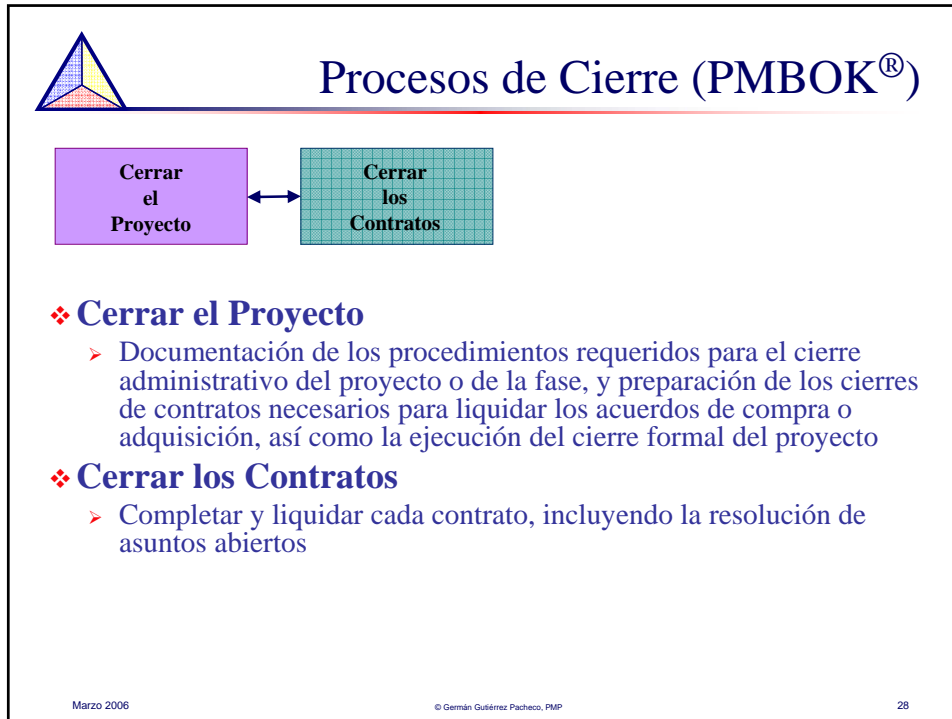 Procesos de Cierre (PMBOK®)
Cerrar
el
Proyecto
Cerrar
los
Contratos
Cerrar el Proyecto
Documentación de los procedimientos requeridos para el cierre
administrativo del proyecto o de la fase, y preparación de los cierres
de contratos necesarios para liquidar los acuerdos de compra o
adquisición, así como la ejecución del cierre formal del proyecto
Cerrar los Contratos
Completar y liquidar cada contrato, incluyendo la resolución de
asuntos abiertos
Marzo 2006
© Germán Gutiérrez Pacheco, PMP
28